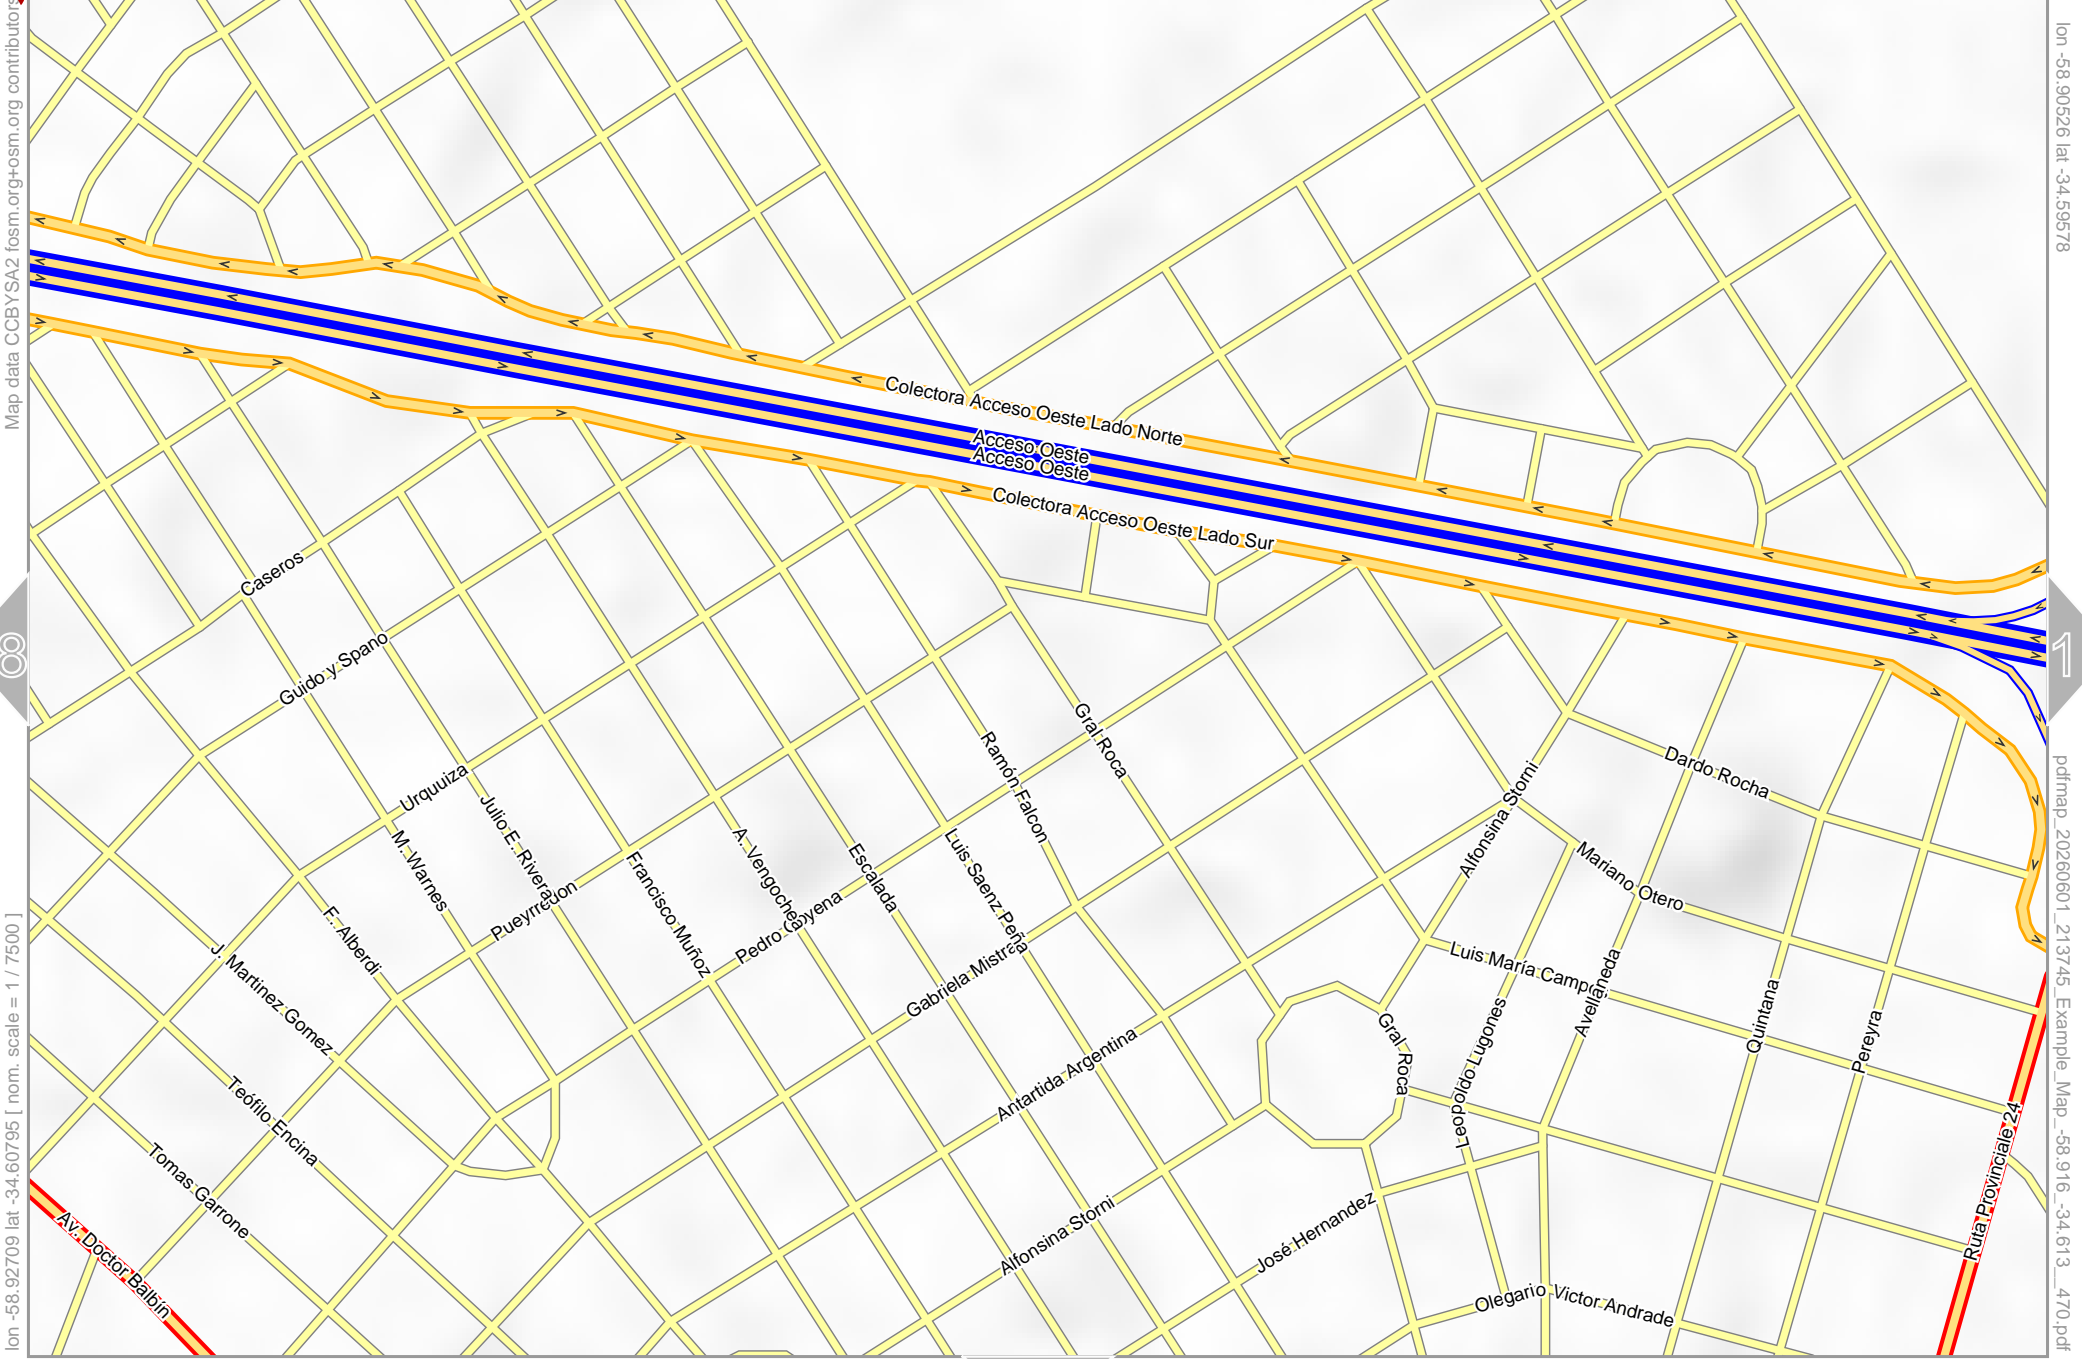 Map data CCBYSA2 fosm.org+osm.org contributors
lon -58.92709 lat -34.60795 [ nom. scale = 1 / 7500 ]
8
lon -58.90526 lat -34.59578
1
pdfmap_20260601_213745_Example_Map_-58.916_-34.613__470.pdf
Colectora Acceso Oeste Lado Norte
Acceso Oeste
Acceso Oeste
Colectora Acceso Oeste Lado Sur
Caseros
Guido y Spano
Urquiza
Gral Roca
Ramón Falcon
Dardo Rocha
Alfonsina Storni
M. Warnes
Julio E. Rivera
Francisco Muñoz
A. Vengochea
Escalada
Luis Saenz Peña
Mariano Otero
Pueyrredon
Pedro Goyena
Gabriela Mistral
F. Alberdi
J. Martinez Gomez
Luis María Campos
Avellaneda
Leopoldo Lugones
Quintana
Pereyra
Gral Roca
Antartida Argentina
Teófilo Encina
Tomas Garrone
Av. Doctor Balbín
Alfonsina Storni
José Hernandez
Olegario Victor Andrade
Ruta Provinciale 24